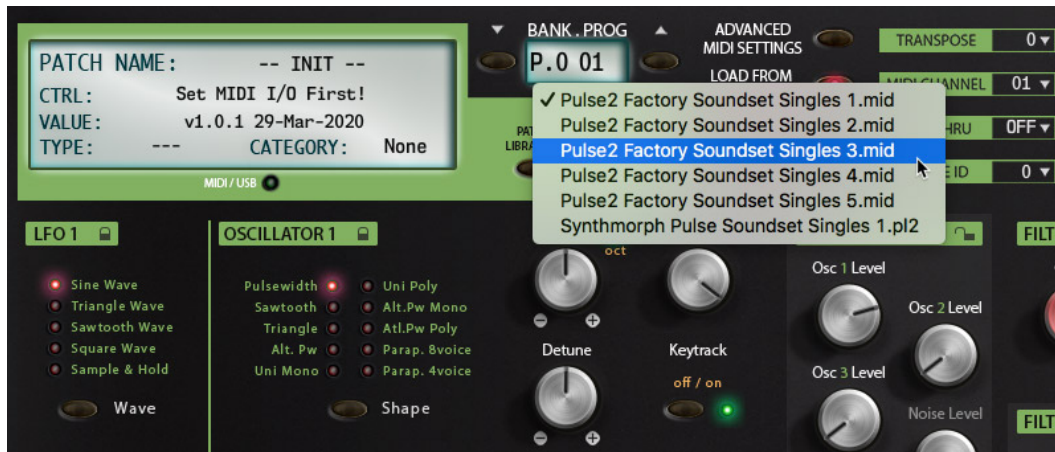 BANK . PROG
P.0 01
ADVANCED
MIDI SETTINGS
LOAD FROM
TRANSPOSE 0
MIDI CHANNEL 01
OFF
ID 0
PATCH NAME: -- INIT --
CTRL: Set MIDI I/O First!
VALUE: v1.0.1 29-Mar-2020
TYPE: --- CATEGORY: None
MIDI / USB
✓ Pulse2 Factory Soundset Singles 1.mid
Pulse2 Factory Soundset Singles 2.mid
Pulse2 Factory Soundset Singles 3.mid
Pulse2 Factory Soundset Singles 4.mid
Pulse2 Factory Soundset Singles 5.mid
Synthmorph Pulse Soundset Singles 1.pl2
LFO 1
Sine Wave
Triangle Wave
Sawtooth Wave
Square Wave
Sample & Hold
Wave
OSCILLATOR 1
Pulsewidth
Sawtooth
Triangle
Alt. Pw
Uni Mono
Uni Poly
Alt.Pw Mono
Atl.Pw Poly
Parap. 8voice
Parap. 4voice
Shape
oct
Detune
Keytrack
off / on
Osc 1 Level
Osc 2 Level
Osc 3 Level
Noise Level
FILT
FILT